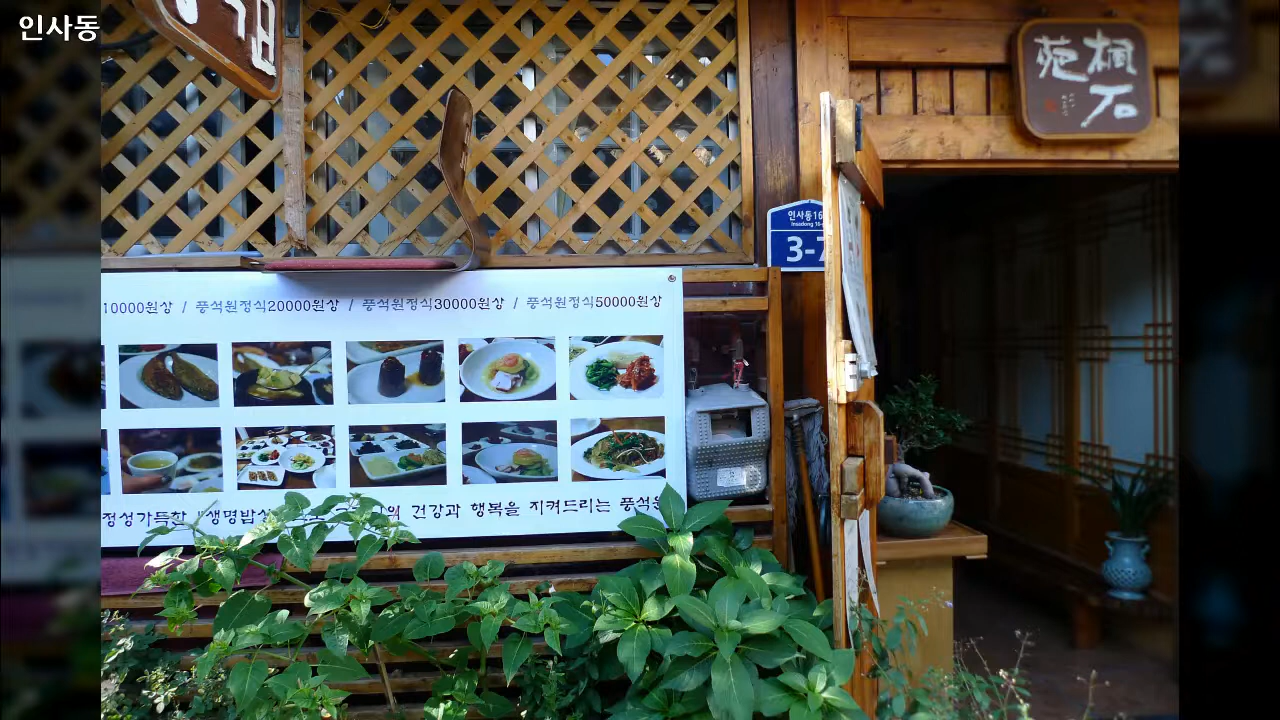 인사동
楓石
苑
인사동16
Insadong 16-
3-7
10000원상 / 풍석원정식20000원상 / 풍석원정식30000원상 / 풍석원정식50000원상
정성가득한 "생명밥상 건강과 행복을 지켜드리는 풍석원